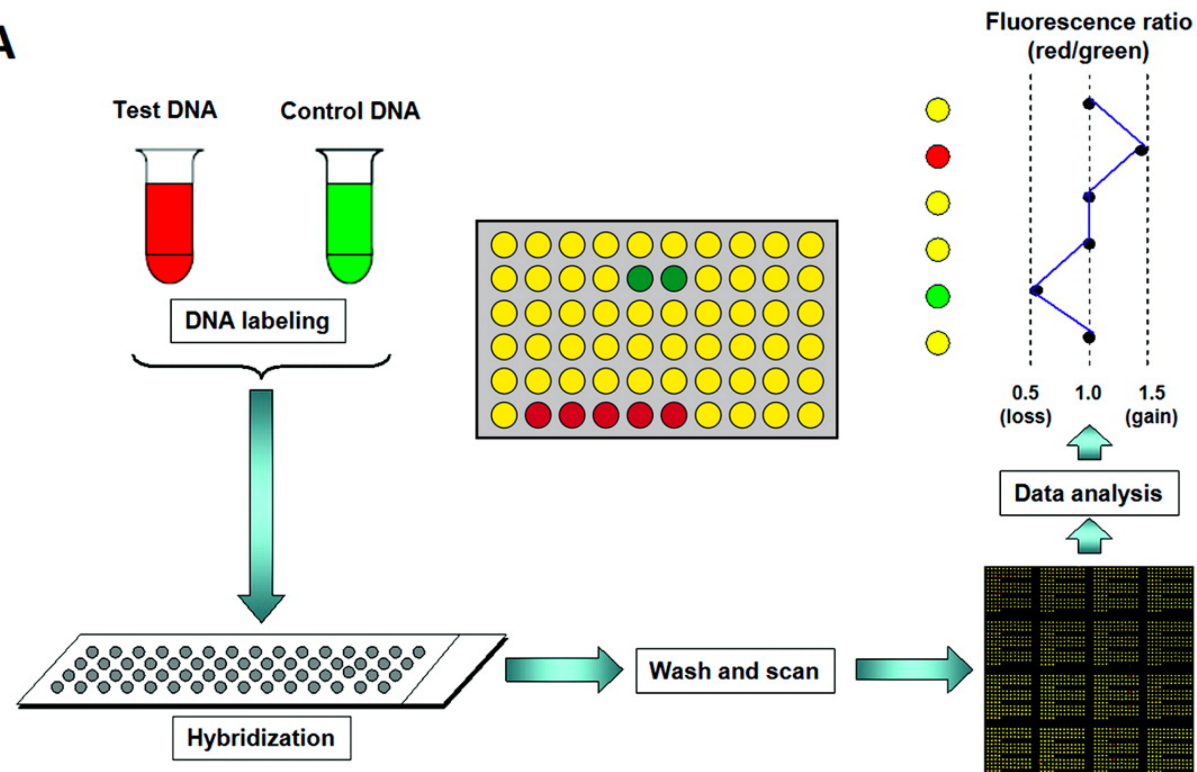 A
Fluorescence ratio
(red/green)
Test DNA
Control DNA
DNA labeling
0.5
(loss)
1.0
1.5
(gain)
Data analysis
Wash and scan
Hybridization